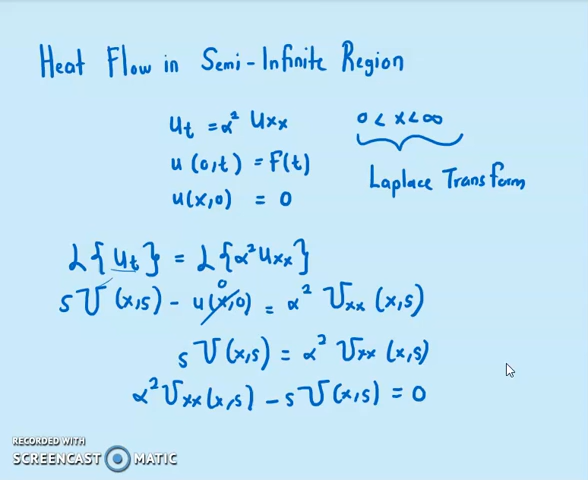 Heat Flow in Semi-Infinite Region
u_t = α² u_xx 0 < x < ∞
u(0,t) = F(t)
Laplace Transform
u(x,0) = 0
ℒ{u_t} = ℒ{α² u_xx}
0
sU(x,s) - u(x,0) = α² U_xx(x,s)
sU(x,s) = α² U_xx(x,s)
α² U_xx(x,s) - sU(x,s) = 0
RECORDED WITH
SCREENCAST MATIC